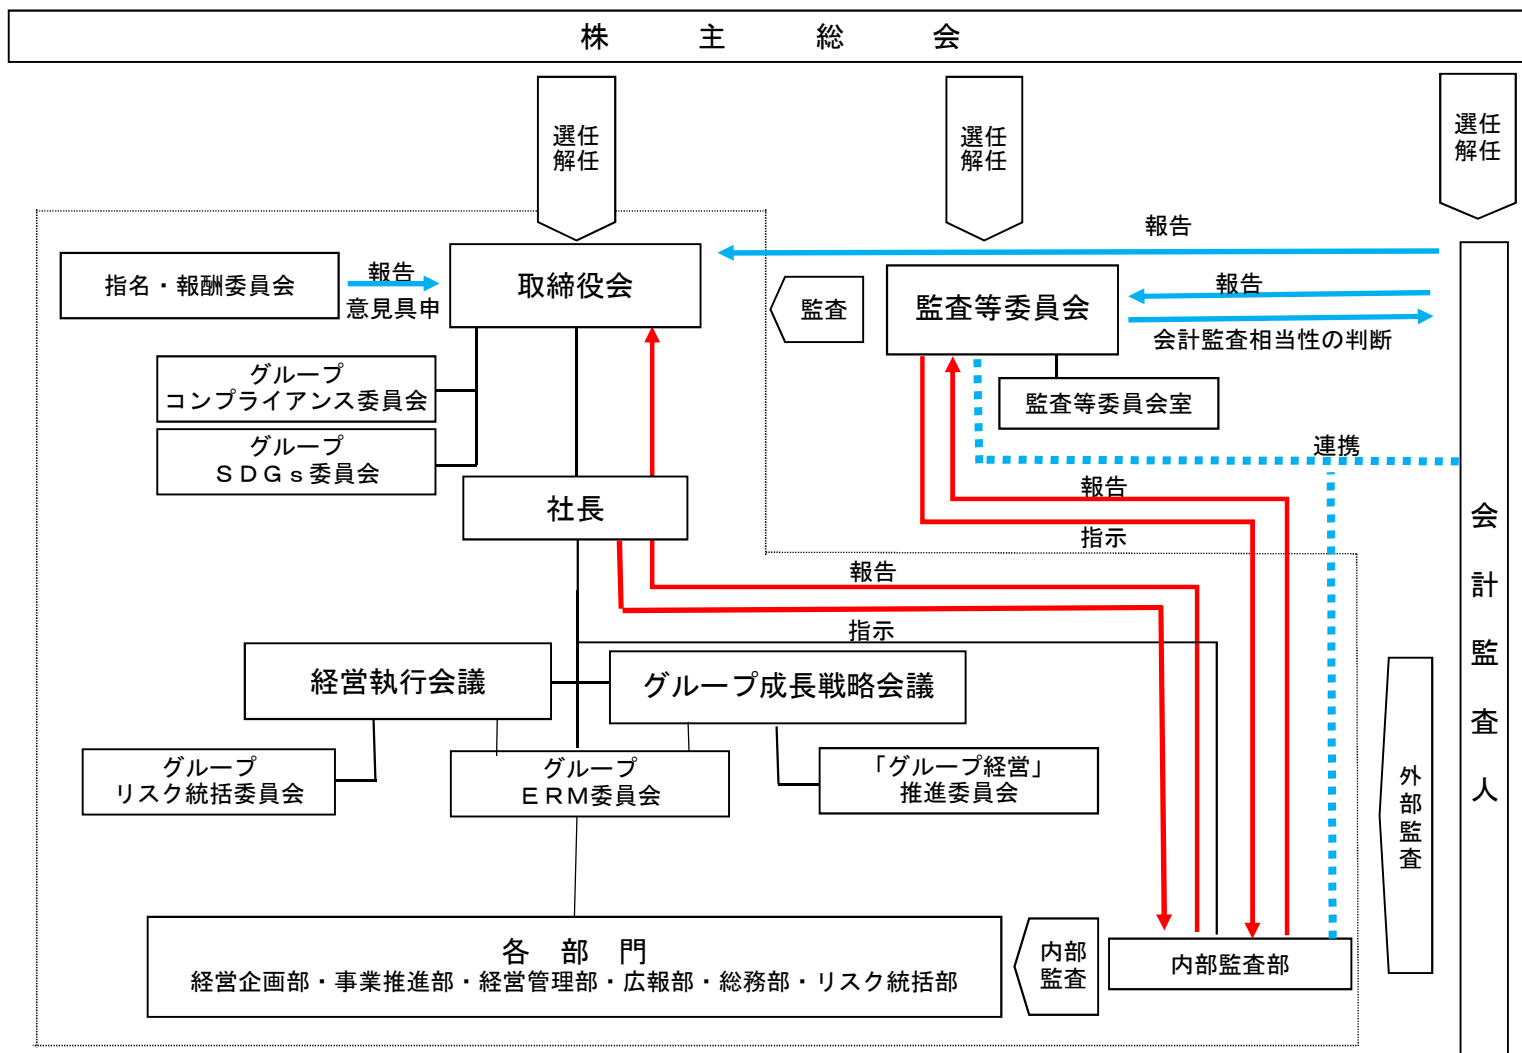 株主総会
選任
解任
選任
解任
選任
解任
報告
指名・報酬委員会
報告
意見具申
取締役会
監査
監査等委員会
報告
会計監査相当性の判断
グループ
コンプライアンス委員会
監査等委員会室
グループ
ＳＤＧｓ委員会
連携
報告
社長
指示
会計監査人
報告
指示
経営執行会議
グループ成長戦略会議
グループ
リスク統括委員会
グループ
ＥＲＭ委員会
「グループ経営」
推進委員会
外部監査
各部門
経営企画部・事業推進部・経営管理部・広報部・総務部・リスク統括部
内部
監査
内部監査部